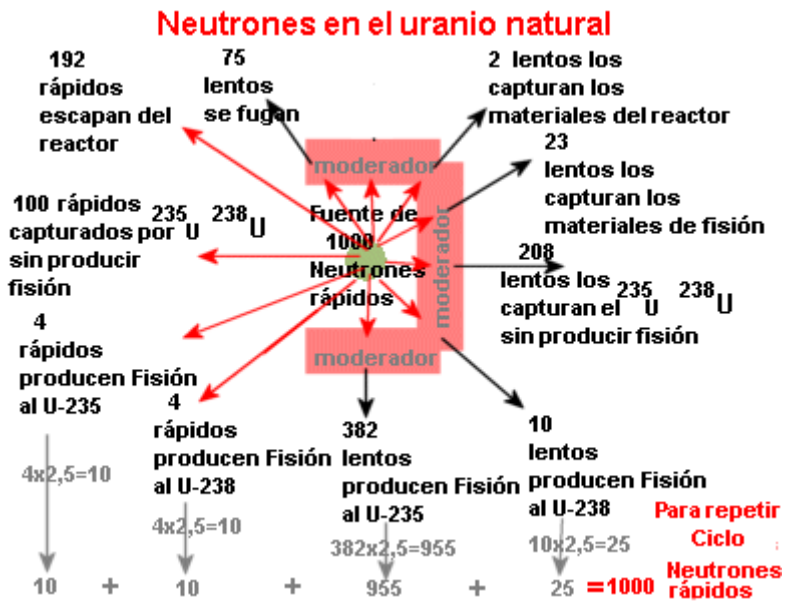 Neutrones en el uranio natural
192
rápidos
escapan del
reactor
75
lentos
se fugan
2 lentos los
capturan los
materiales del reactor
23
lentos los
capturan los
materiales de fisión
moderador
moderador
moderador
Fuente de
1000
Neutrones
rápidos
100 rápidos
capturados por 235U 238U
sin producir
fisión
208
lentos los
capturan el 235U 238U
sin producir fisión
4
rápidos
producen Fisión
al U-235
4
rápidos
producen Fisión
al U-238
382
lentos
producen Fisión
al U-235
10
lentos
producen Fisión
al U-238
4x2,5=10
4x2,5=10
382x2,5=955
10x2,5=25
Para repetir
Ciclo
10 + 10 + 955 + 25 =1000 Neutrones
rápidos